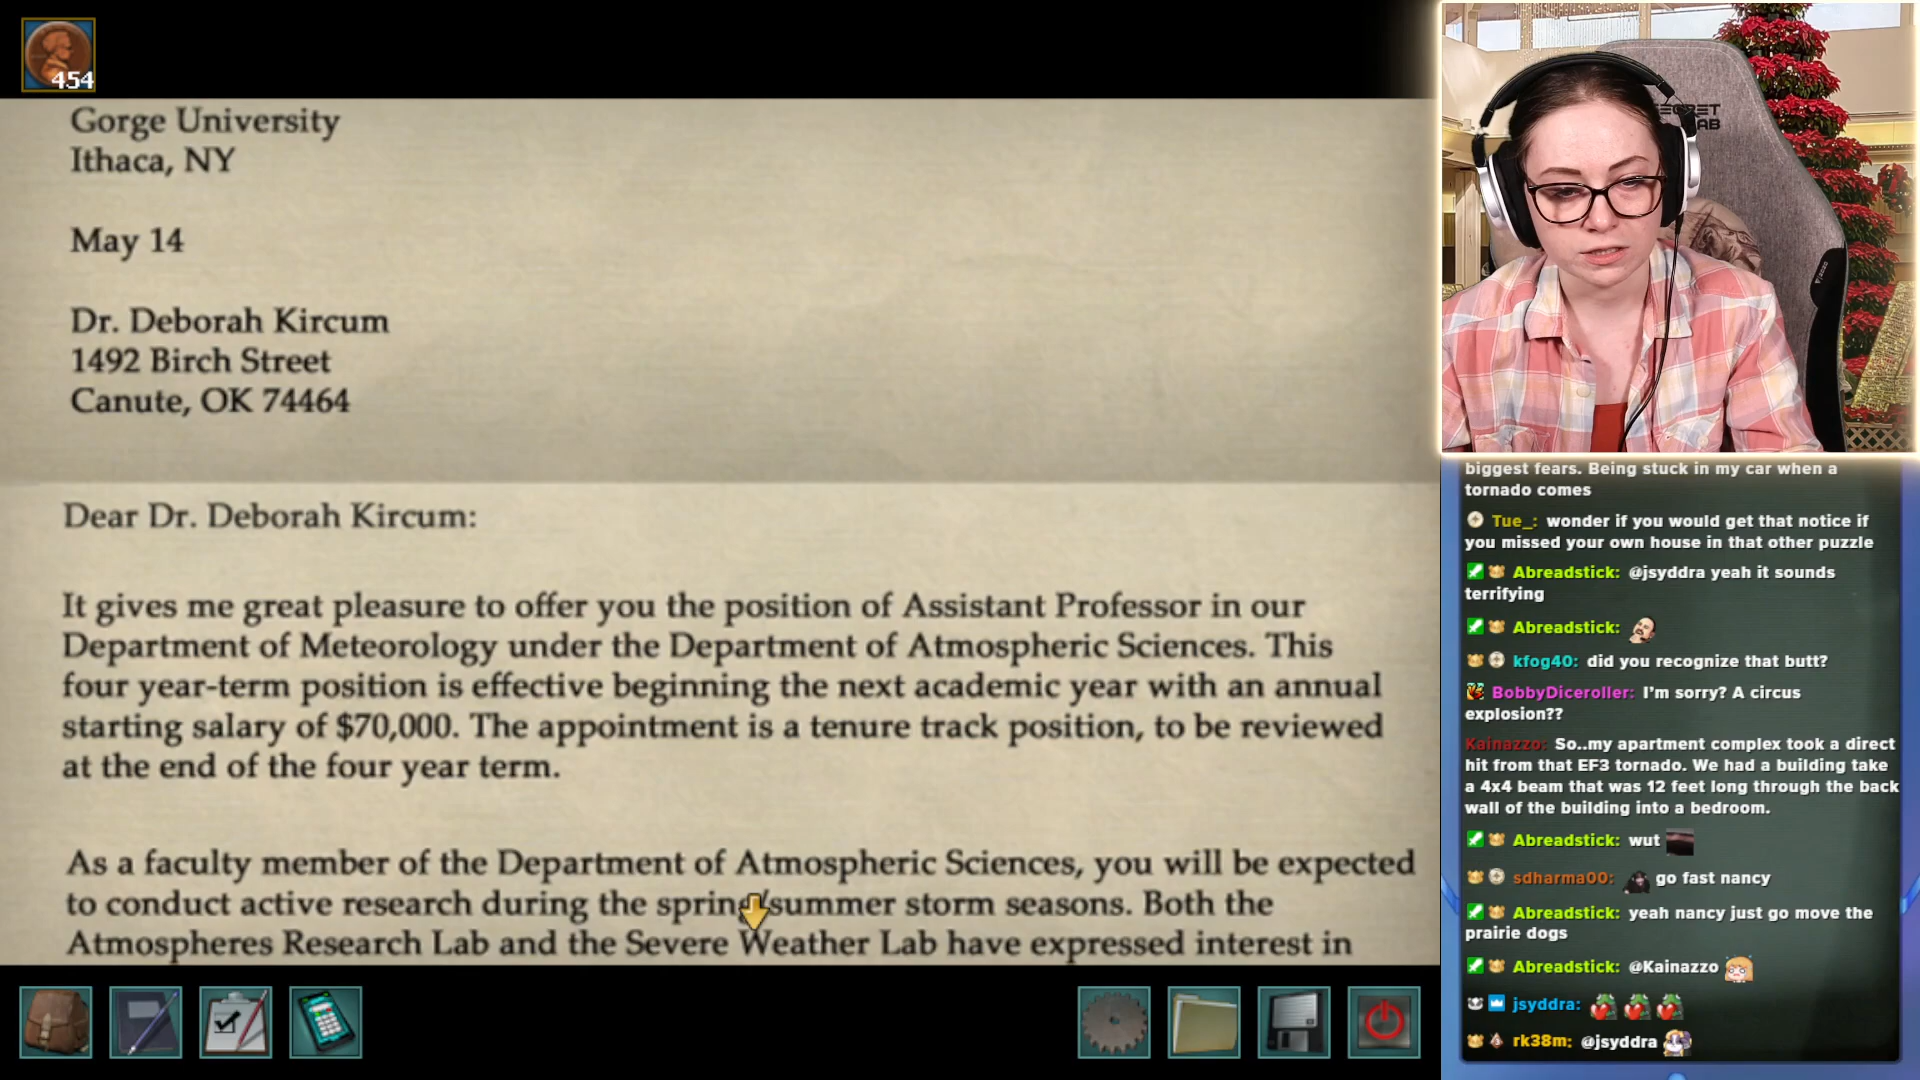 454
Gorge University
Ithaca, NY
May 14
Dr. Deborah Kircum
1492 Birch Street
Canute, OK 74464
Dear Dr. Deborah Kircum:
It gives me great pleasure to offer you the position of Assistant Professor in our
Department of Meteorology under the Department of Atmospheric Sciences. This
four year-term position is effective beginning the next academic year with an annual
starting salary of $70,000. The appointment is a tenure track position, to be reviewed
at the end of the four year term.
As a faculty member of the Department of Atmospheric Sciences, you will be expected
to conduct active research during the spring/summer storm seasons. Both the
Atmospheres Research Lab and the Severe Weather Lab have expressed interest in
biggest fears. Being stuck in my car when a
tornado comes
Tue_: wonder if you would get that notice if
you missed your own house in that other puzzle
Abreadstick: @jsyddra yeah it sounds
terrifying
Abreadstick:
kfog40: did you recognize that butt?
BobbyDiceroller: I'm sorry? A circus
explosion??
Kainazzo: So..my apartment complex took a direct
hit from that EF3 tornado. We had a building take
a 4x4 beam that was 12 feet long through the back
wall of the building into a bedroom.
Abreadstick: wut
sdharma00: go fast nancy
Abreadstick: yeah nancy just go move the
prairie dogs
Abreadstick: @Kainazzo
jsyddra:
rk38m: @jsyddra